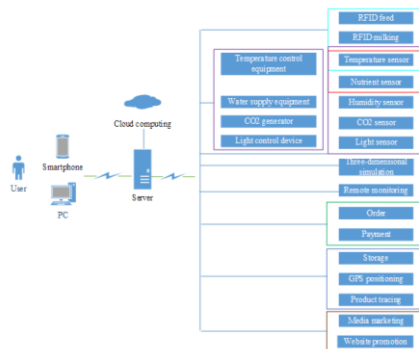 RFID feed
RFID milking
Temperature control
equipment
Temperature sensor
Nutrient sensor
Water supply equipment
Humidity sensor
CO2 generator
CO2 sensor
Cloud computing
Light control device
Light sensor
Smartphone
Three-dimensional
simulation
User
Server
Remote monitoring
PC
Order
Payment
Storage
GPS positioning
Product tracing
Media marketing
Website promotion